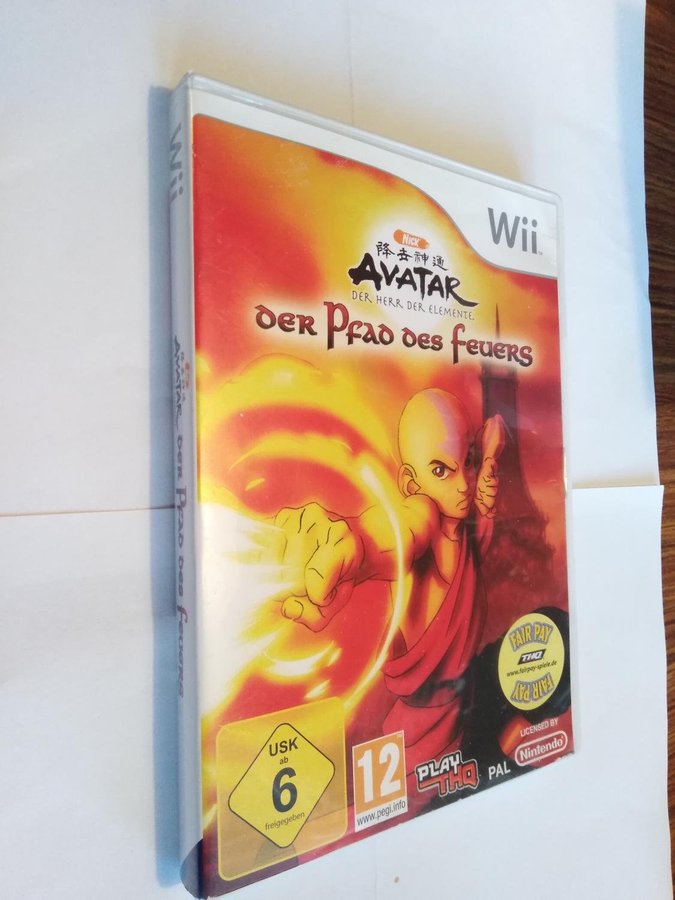 Wii
NICK
降世神通
AVATAR
DER HERR DER ELEMENTE
DER PFAD DES FEUERS
Wii
AVATAR DER PFAD DES FEUERS
FAIR PAY
THQ
www.fairpay-spiele.de
FAIR PAY
USK
ab
6
freigegeben
12
www.pegi.info
PLAY
THQ
PAL
LICENSED BY
Nintendo